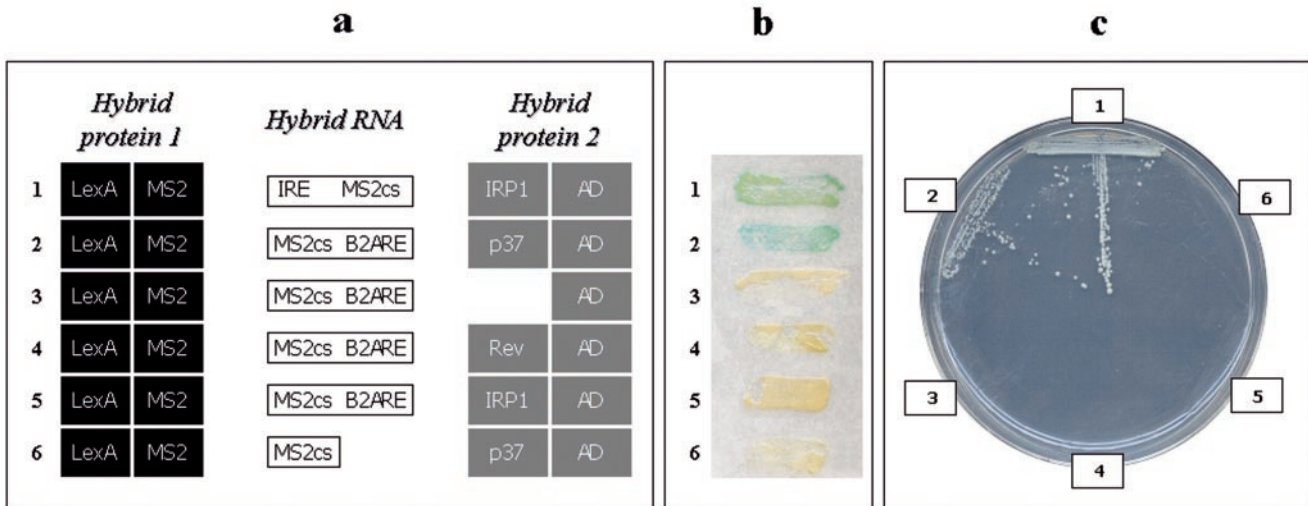 a
b
c
Hybrid protein 1
Hybrid RNA
Hybrid protein 2
1 LexA MS2 IRE MS2cs IRP1 AD
2 LexA MS2 MS2cs B2ARE p37 AD
3 LexA MS2 MS2cs B2ARE AD
4 LexA MS2 MS2cs B2ARE Rev AD
5 LexA MS2 MS2cs B2ARE IRP1 AD
6 LexA MS2 MS2cs p37 AD
1
2
3
4
5
6
1
2
6
3
5
4